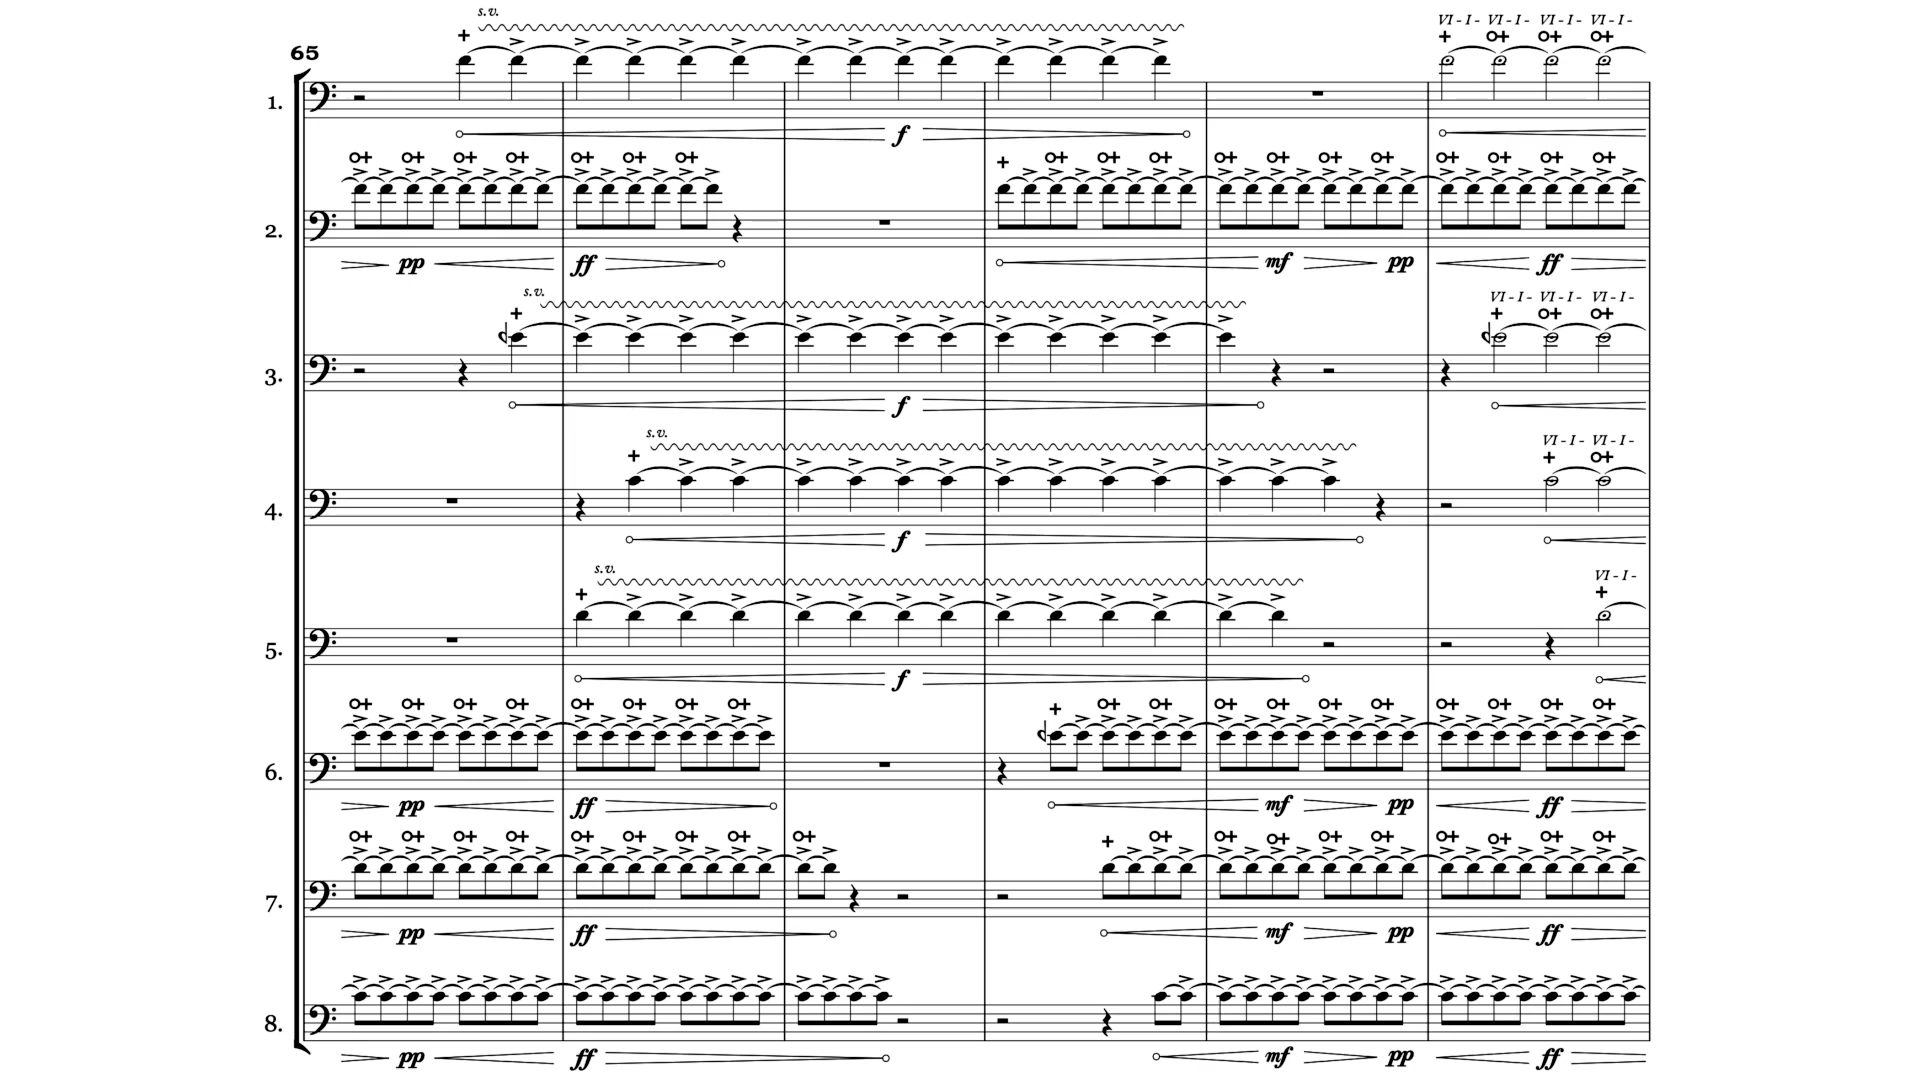 s.v.
VI - I - VI - I - VI - I - VI - I -
65
1.
f
2.
pp ff mf pp ff
s.v.
VI - I - VI - I - VI - I -
3.
f
s.v.
VI - I - VI - I -
4.
f
s.v.
VI - I -
5.
f
6.
pp ff mf pp ff
7.
pp ff mf pp ff
8.
pp ff mf pp ff